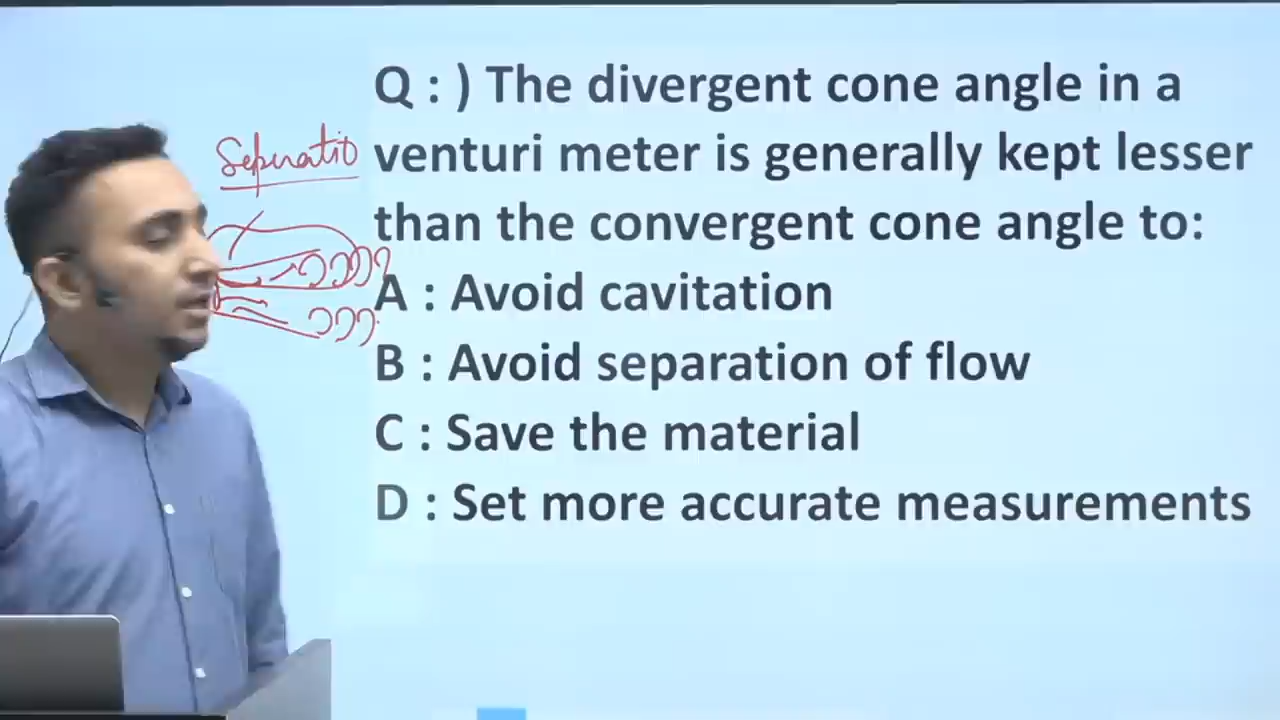 Separatio
Q : ) The divergent cone angle in a
venturi meter is generally kept lesser
than the convergent cone angle to:
A : Avoid cavitation
B : Avoid separation of flow
C : Save the material
D : Set more accurate measurements